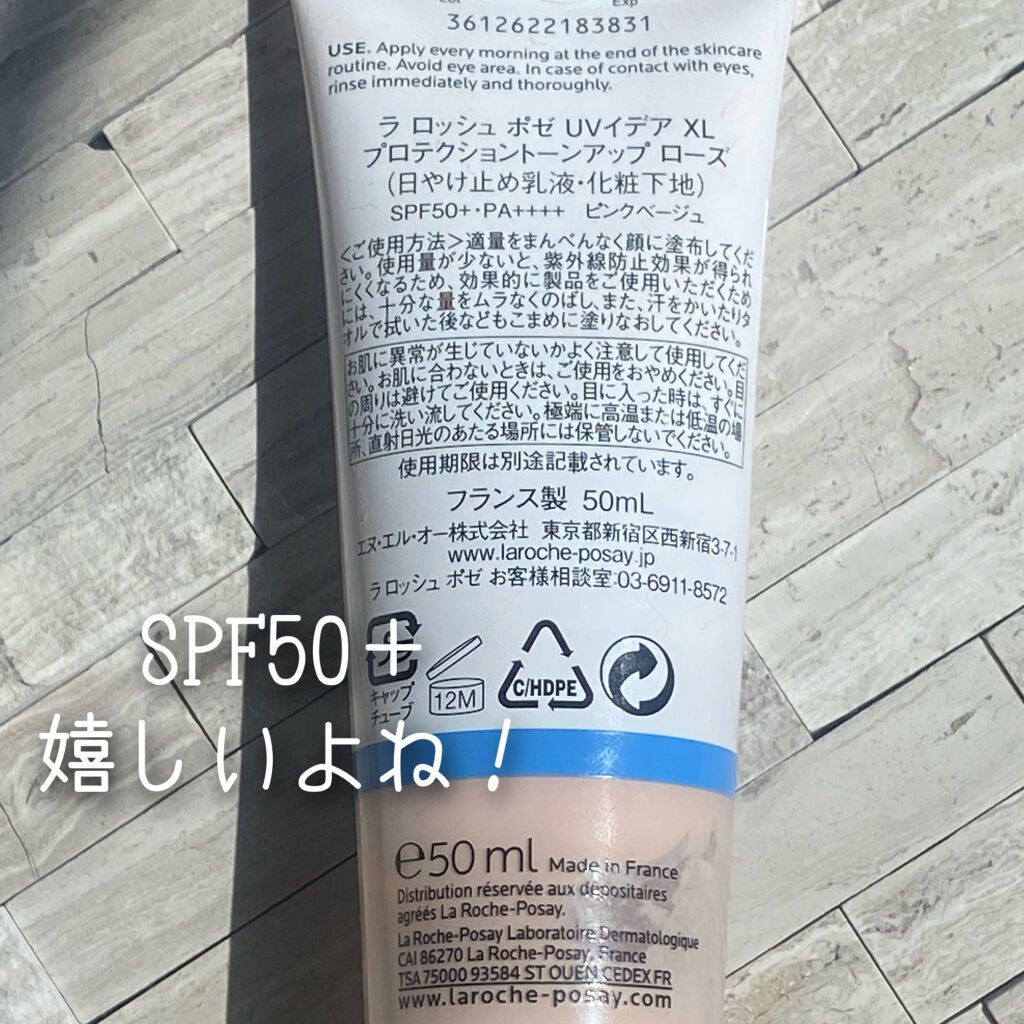 Exp
3612622183831
USE. Apply every morning at the end of the skincare
routine. Avoid eye area. In case of contact with eyes,
rinse immediately and thoroughly.
ラ ロッシュ ポゼ UVイデア XL
プロテクショントーンアップ ローズ
(日やけ止め乳液・化粧下地)
SPF50+・PA++++ ピンクベージュ
<ご使用方法>適量をまんべんなく顔に塗布してくだ
さい。使用量が少ないと、紫外線防止効果が得られ
にくくなるため、効果的に製品をご使用いただくため
には、十分な量をムラなくのばし、また、汗をかいたりタ
オルで拭いた後などもこまめに塗りなおしてください。
お肌に異常が生じていないかよく注意して使用してくだ
さい。お肌に合わないときは、ご使用をおやめください。目
の周りは避けてご使用ください。目に入った時は、すぐに
十分に洗い流してください。極端に高温または低温の場
所、直射日光のあたる場所には保管しないでください。
使用期限は別途記載されています。
フランス製 50mL
エヌ・エル・オー株式会社 東京都新宿区西新宿3-7-1
www.laroche-posay.jp
ラ ロッシュ ポゼ お客様相談室:03-6911-8572
SPF50+
キャップ
チューブ
12M
C/HDPE
嬉しいよね!
℮50 ml Made in France
Distribution réservée aux dépositaires
agréés La Roche-Posay.
La Roche-Posay Laboratoire Dermatologique
CAI 86270 La Roche-Posay, France
TSA 75000 93584 ST OUEN CEDEX FR
www.laroche-posay.com